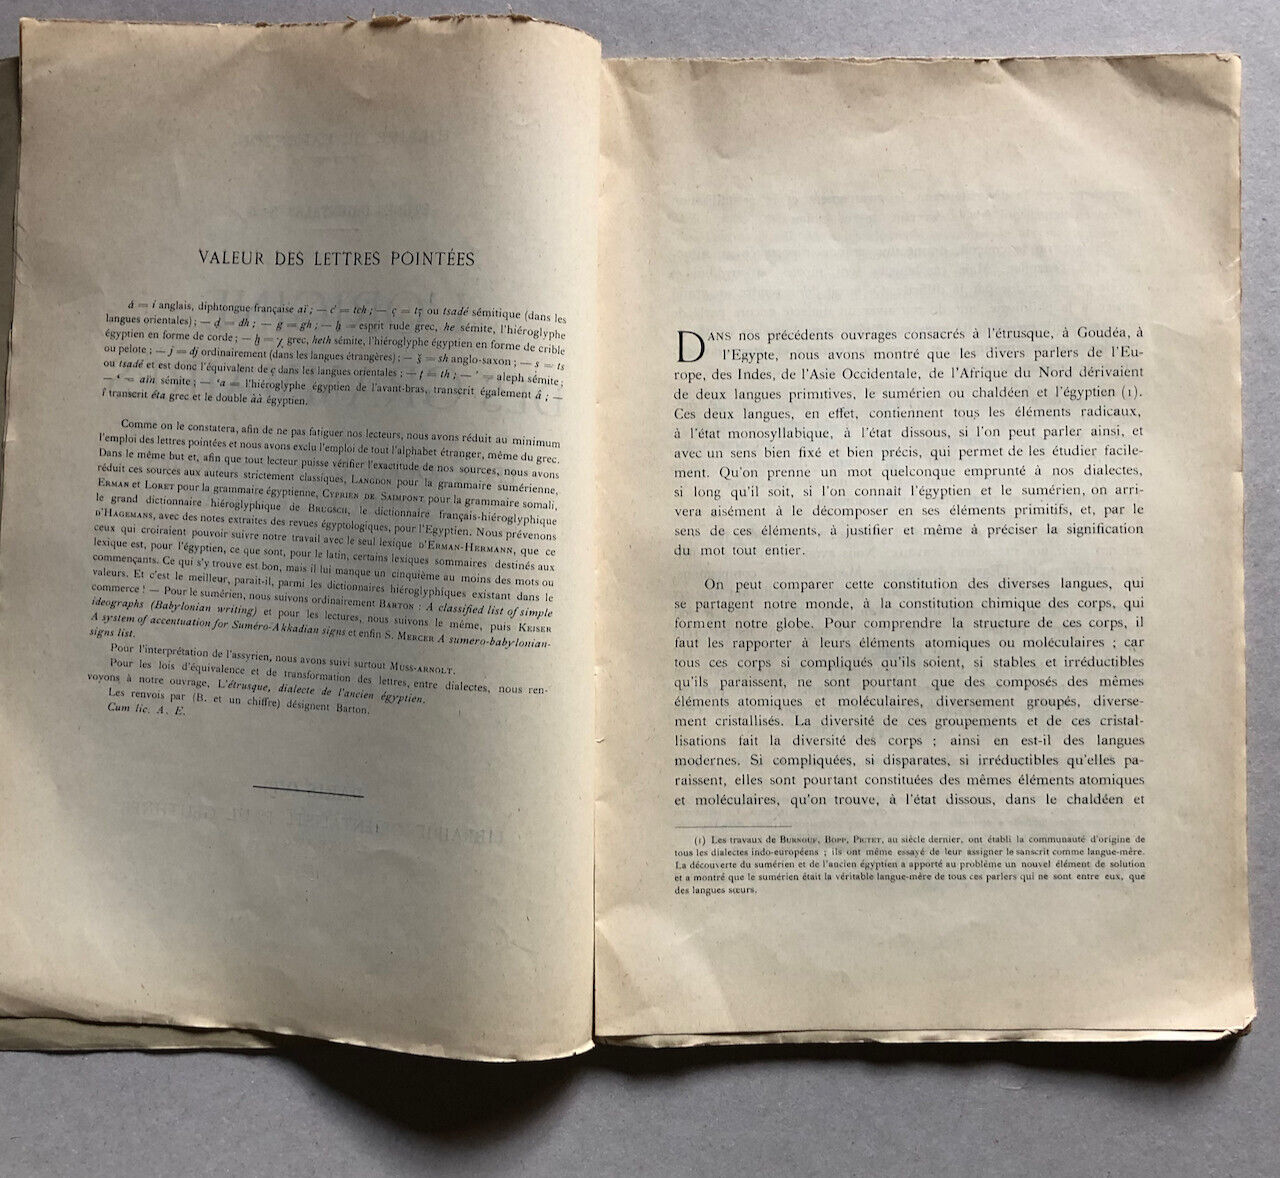 VALEUR DES LETTRES POINTÉES
á = i anglais, diphtongue française aï ; — č = tch ; — ç = tç ou tsadé sémitique (dans les
langues orientales) ; — ḍ = dh ; — g = gh ; — ẖ = esprit rude grec, he sémite, l'hiéroglyphe
égyptien en forme de corde ; — ḫ = χ grec, heth sémite, l'hiéroglyphe égyptien en forme de crible
ou pelote ; — j = dj ordinairement (dans les langues étrangères) ; — š = sh anglo-saxon ; — s = ts
ou tsadé et est donc l'équivalent de ç dans les langues orientales ; — ṭ = th ; — ' = aleph sémite ;
— ' = aïn sémite ; — 'a = l'hiéroglyphe égyptien de l'avant-bras, transcrit également â ; —
î transcrit éta grec et le double àà égyptien.
Comme on le constatera, afin de ne pas fatiguer nos lecteurs, nous avons réduit au minimum
l'emploi des lettres pointées et nous avons exclu l'emploi de tout l'alphabet étranger, même du grec.
Dans le même but et, afin que tout lecteur puisse vérifier l'exactitude de nos sources, nous avons
réduit ces sources aux auteurs strictement classiques, LANGDON pour la grammaire sumérienne,
ERMAN et LORET pour la grammaire égyptienne, CYPRIEN DE SAIMPONT pour la grammaire somali,
le grand dictionnaire hiéroglyphique de BRUGSCH, le dictionnaire français-hiéroglyphique
D'HAGEMANS, avec des notes extraites des revues égyptologiques, pour l'Egyptien. Nous prévenons
ceux qui croiraient pouvoir suivre notre travail avec le seul lexique D'ERMAN-HERMANN, que ce
lexique est, pour l'égyptien, ce que sont, pour le latin, certains lexiques sommaires destinés aux
commençants. Ce qui s'y trouve est bon, mais il lui manque un cinquième au moins des mots ou
valeurs. Et c'est le meilleur, parait-il, parmi les dictionnaires hiéroglyphiques existant dans le
commerce ! — Pour le sumérien, nous suivons ordinairement BARTON : A classified list of simple
ideographs (Babylonian writing) et pour les lectures, nous suivons le même, puis KEISER
A system of accentuation for Suméro-Akkadian signs et enfin S. MERCER A sumero-babylonian-
signs list.
Pour l'interprétation de l'assyrien, nous avons suivi surtout MUSS-ARNOLT.
Pour les lois d'équivalence et de transformation des lettres, entre dialectes, nous ren-
voyons à notre ouvrage, L'étrusque, dialecte de l'ancien égyptien.
Les renvois par (B. et un chiffre) désignent Barton.
Cum lic. A. E.
DANS nos précédents ouvrages consacrés à l'étrusque, à Goudéa, à
l'Egypte, nous avons montré que les divers parlers de l'Eu-
rope, des Indes, de l'Asie Occidentale, de l'Afrique du Nord dérivaient
de deux langues primitives, le sumérien ou chaldéen et l'égyptien (1).
Ces deux langues, en effet, contiennent tous les éléments radicaux,
à l'état monosyllabique, à l'état dissous, si l'on peut parler ainsi, et
avec un sens bien fixé et bien précis, qui permet de les étudier facile-
ment. Qu'on prenne un mot quelconque emprunté à nos dialectes,
si long qu'il soit, si l'on connaît l'égyptien et le sumérien, on arri-
vera aisément à le décomposer en ses éléments primitifs, et, par le
sens de ces éléments, à justifier et même à préciser la signification
du mot tout entier.
On peut comparer cette constitution des diverses langues, qui
se partagent notre monde, à la constitution chimique des corps, qui
forment notre globe. Pour comprendre la structure de ces corps, il
faut les rapporter à leurs éléments atomiques ou moléculaires ; car
tous ces corps si compliqués qu'ils soient, si stables et irréductibles
qu'ils paraissent, ne sont pourtant que des composés des mêmes
éléments atomiques et moléculaires, diversement groupés, diverse-
ment cristallisés. La diversité de ces groupements et de ces cristal-
lisations fait la diversité des corps ; ainsi en est-il des langues
modernes. Si compliquées, si disparates, si irréductibles qu'elles pa-
raissent, elles sont pourtant constituées des mêmes éléments atomiques
et moléculaires, qu'on trouve, à l'état dissous, dans le chaldéen et
(1) Les travaux de BURNOUF, BOPP, PICTET, au siècle dernier, ont établi la communauté d'origine de
tous les dialectes indo-européens ; ils ont même essayé de leur assigner le sanscrit comme langue-mère.
La découverte du sumérien et de l'ancien égyptien a apporté au problème un nouvel élément de solution
et a montré que le sumérien était la véritable langue-mère de tous ces parlers qui ne sont entre eux, que
des langues sœurs.